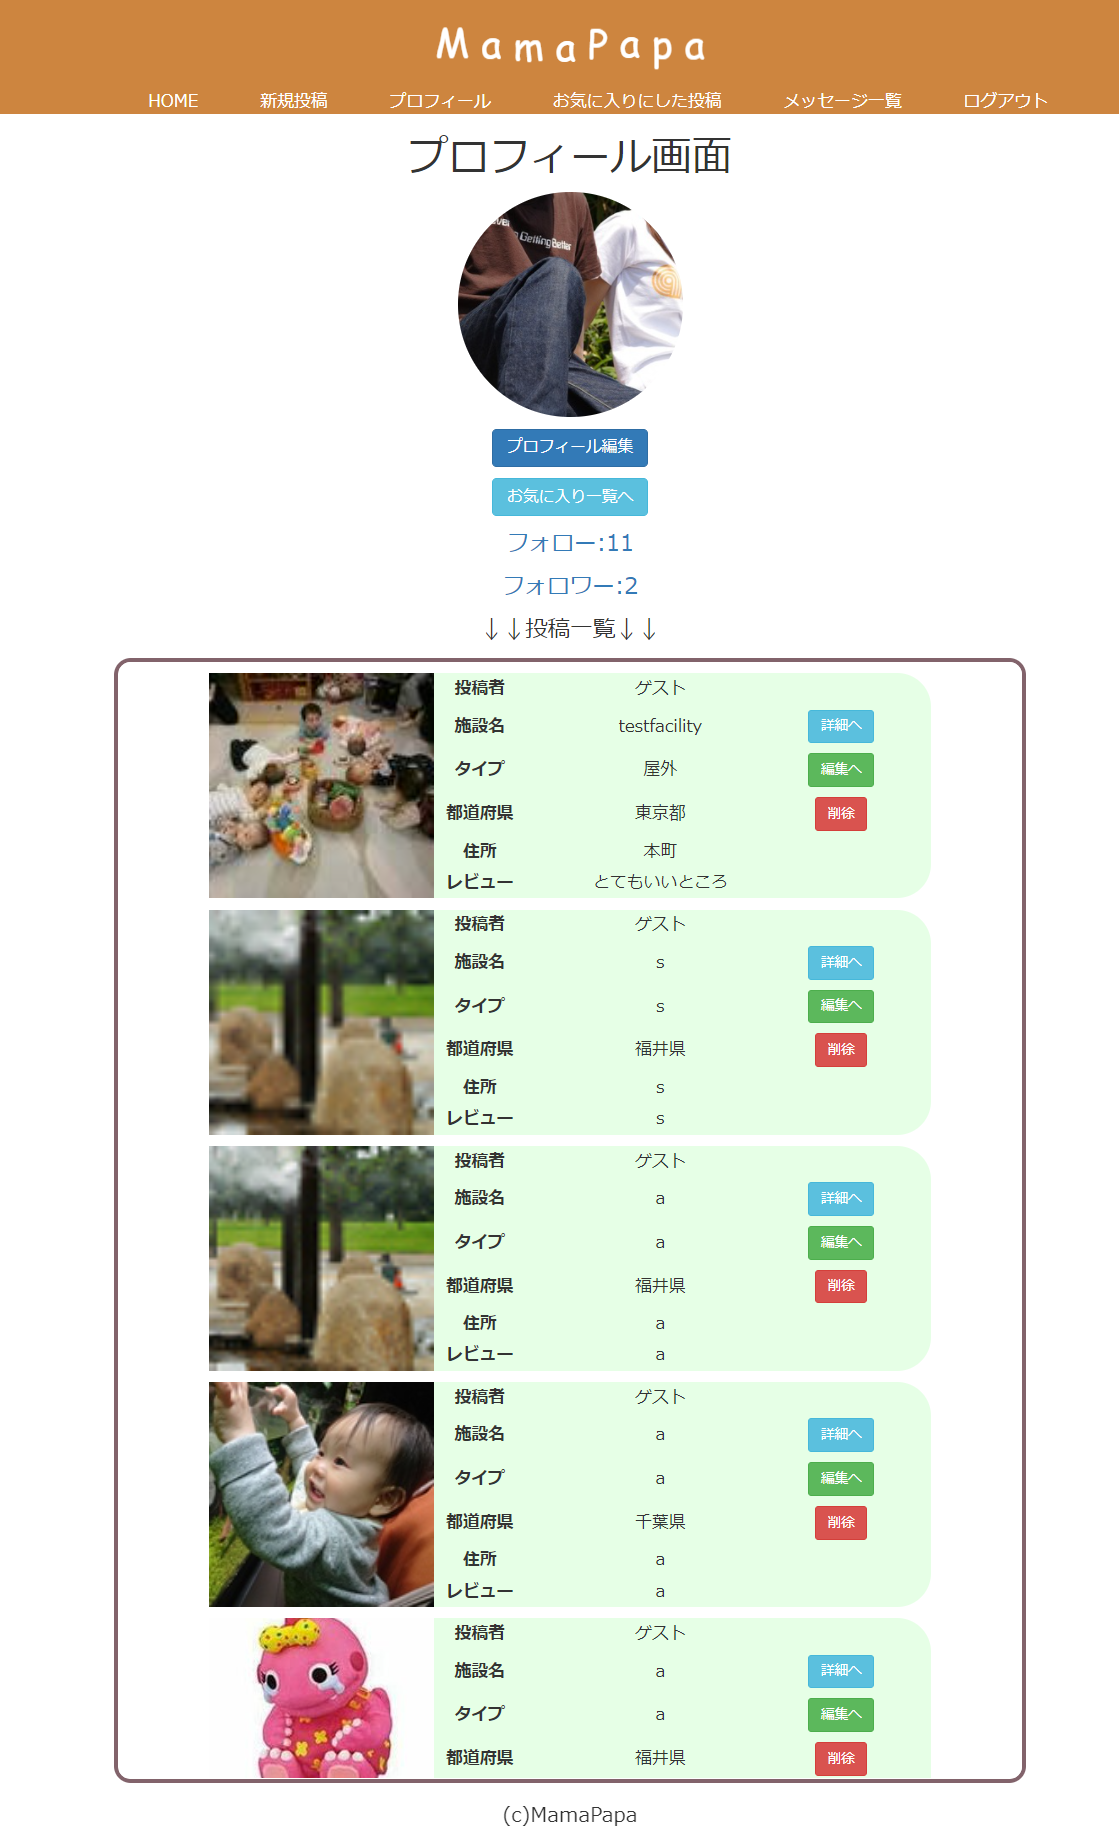 MamaPapa
HOME 新規投稿 プロフィール お気に入りにした投稿 メッセージ一覧 ログアウト
プロフィール画面
Getting Better
プロフィール編集
お気に入り一覧へ
フォロー:11
フォロワー:2
↓↓投稿一覧↓↓
投稿者 ゲスト
施設名 testfacility 詳細へ
タイプ 屋外 編集へ
都道府県 東京都 削除
住所 本町
レビュー とてもいいところ
投稿者 ゲスト
施設名 s 詳細へ
タイプ s 編集へ
都道府県 福井県 削除
住所 s
レビュー s
投稿者 ゲスト
施設名 a 詳細へ
タイプ a 編集へ
都道府県 福井県 削除
住所 a
レビュー a
投稿者 ゲスト
施設名 a 詳細へ
タイプ a 編集へ
都道府県 千葉県 削除
住所 a
レビュー a
投稿者 ゲスト
施設名 a 詳細へ
タイプ a 編集へ
都道府県 福井県 削除
(c)MamaPapa